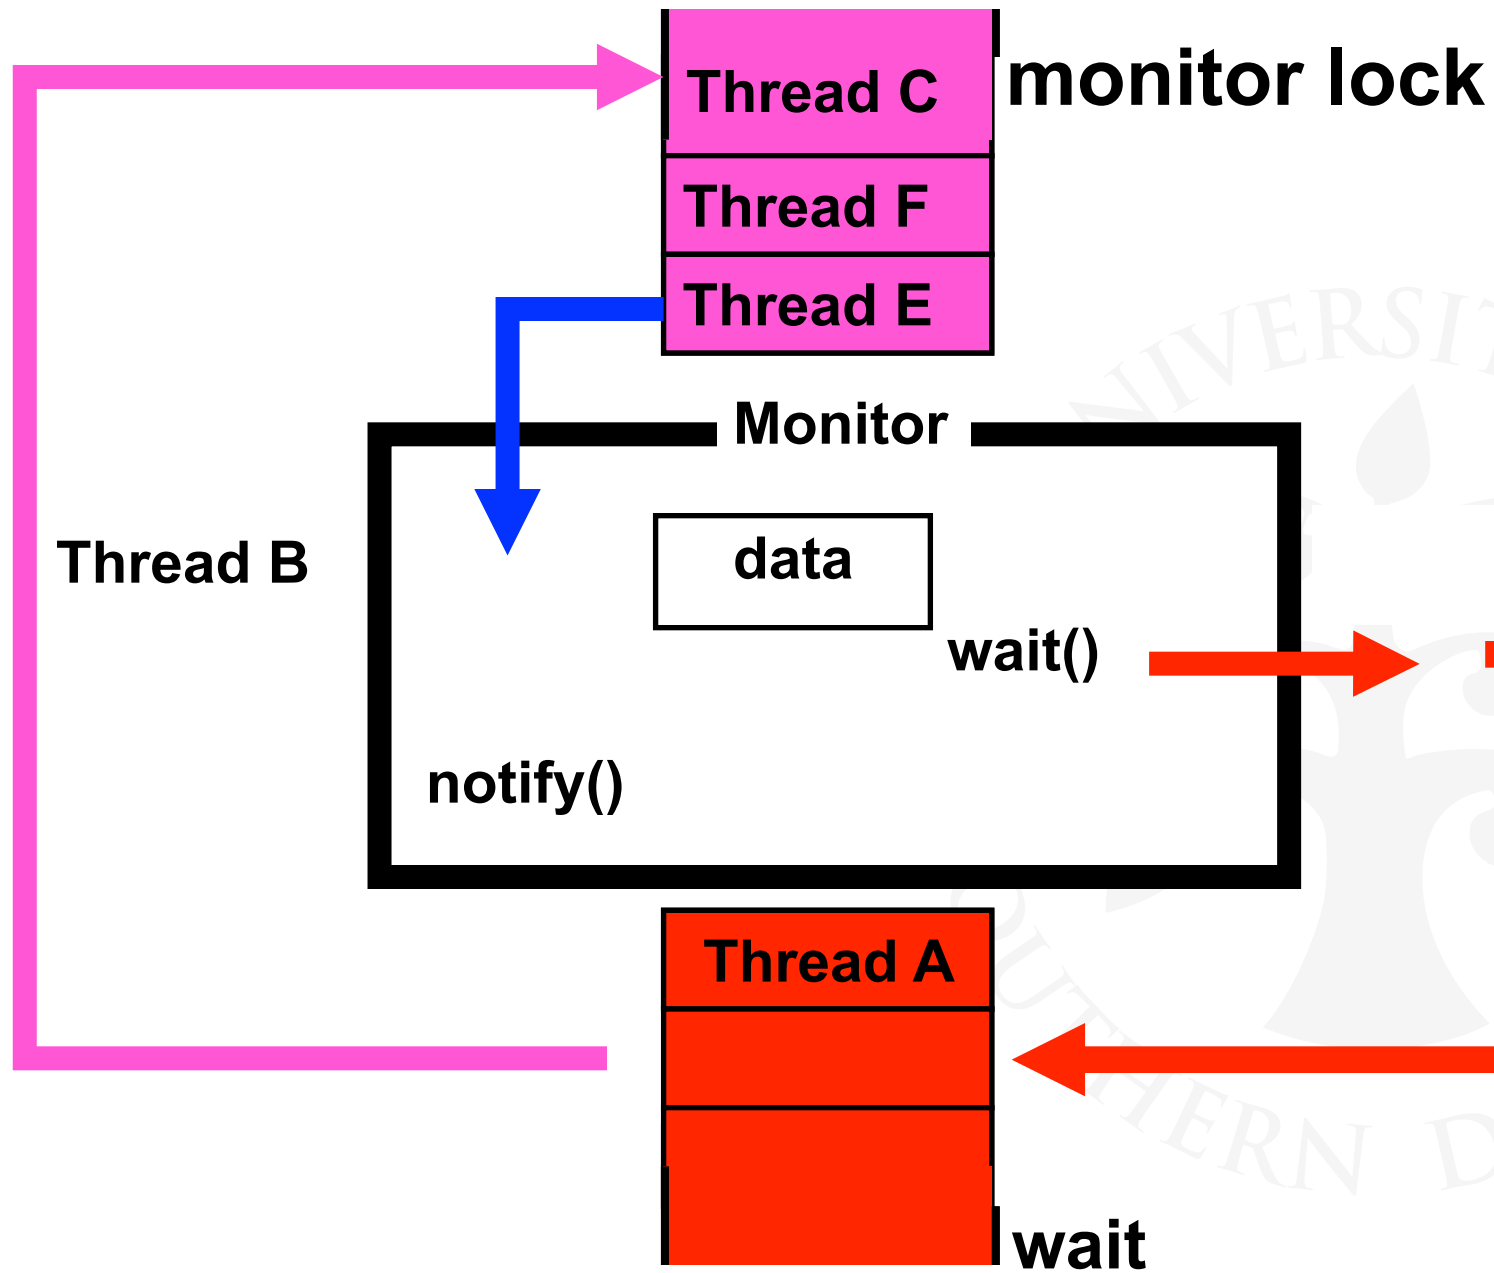 Thread C
monitor lock
Thread F
Thread E
Monitor
Thread B
data
wait()
notify()
Thread A
wait